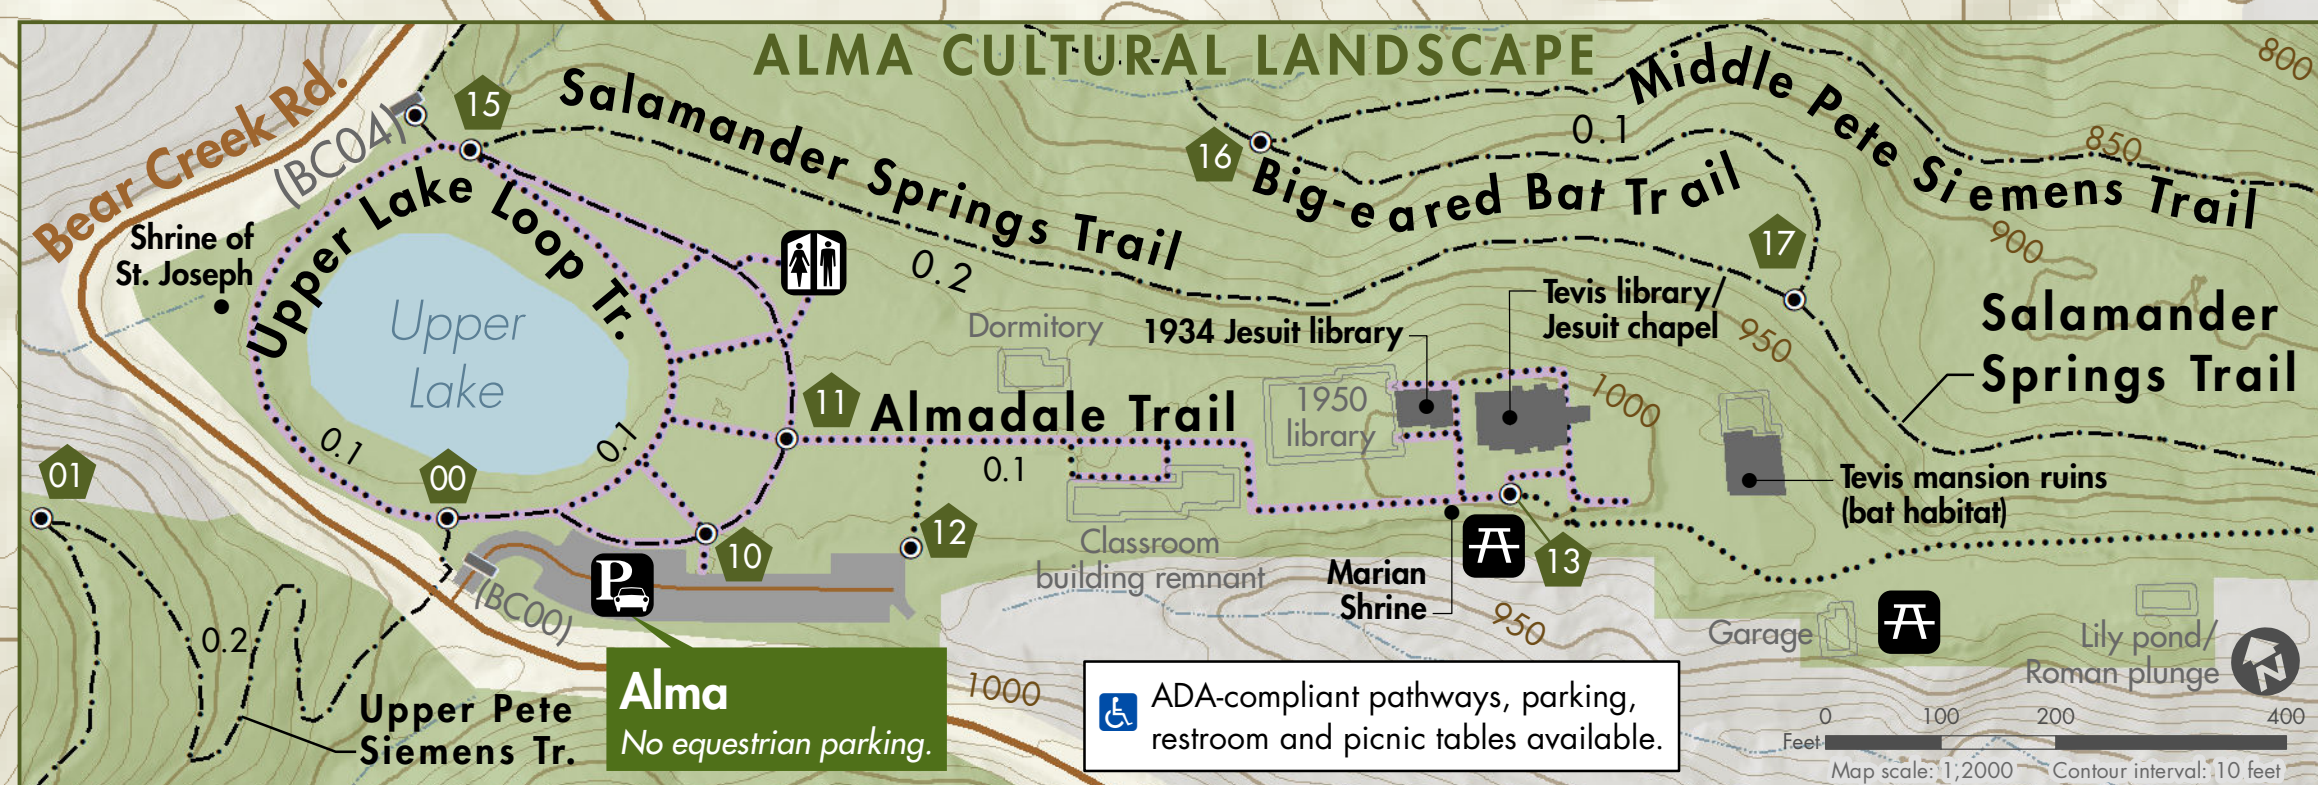 ALMA CULTURAL LANDSCAPE
800
Bear Creek Rd.
(BC04)
15
Salamander Springs Trail
0.2
Middle Pete Siemens Trail
850
0.1
16
Big-eared Bat Trail
900
17
Shrine of
St. Joseph
Upper Lake Loop Tr.
Upper
Lake
0.1
0.1
Dormitory
1934 Jesuit library
Tevis library/
Jesuit chapel
950
Salamander
Springs Trail
1000
11
Almadale Trail
0.1
1950
library
01
00
10
12
13
Tevis mansion ruins
(bat habitat)
Classroom
building remnant
Marian
Shrine
950
(BC00)
P
0.2
Upper Pete
Siemens Tr.
Alma
No equestrian parking.
1000
ADA-compliant pathways, parking,
restroom and picnic tables available.
Garage
Lily pond/
Roman plunge
N
0 100 200 400
Feet
Map scale: 1:2000 Contour interval: 10 feet